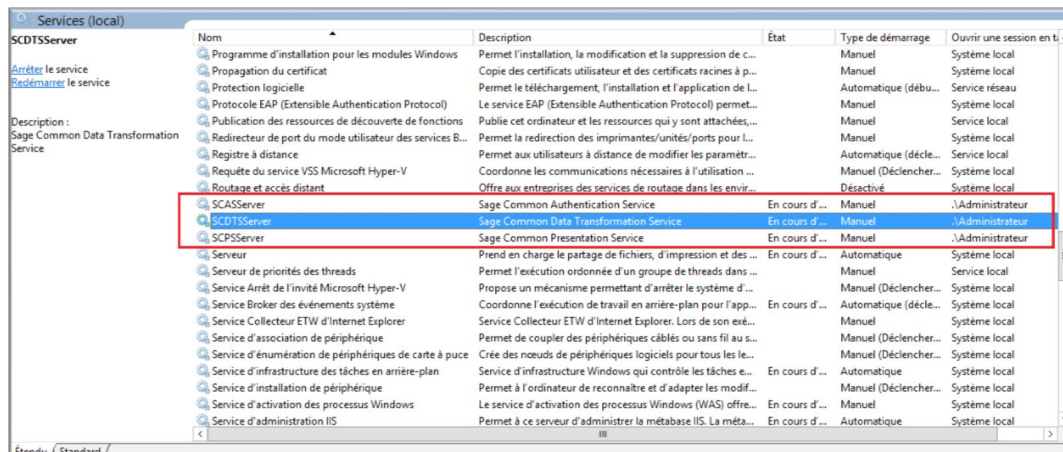 Services (local)
SCDTSServer
Arrêter le service
Redémarrer le service
Description :
Sage Common Data Transformation
Service
Nom Description État Type de démarrage Ouvrir une session en t
Programme d'installation pour les modules Windows Permet l'installation, la modification et la suppression de c... Manuel Système local
Propagation du certificat Copie des certificats utilisateur et des certificats racines à p... Manuel Système local
Protection logicielle Permet le téléchargement, l'installation et l'application de l... Automatique (débu... Service réseau
Protocole EAP (Extensible Authentication Protocol) Le service EAP (Extensible Authentication Protocol) permet... Manuel Système local
Publication des ressources de découverte de fonctions Publie cet ordinateur et les ressources qui y sont attachées,... Manuel Service local
Redirecteur de port du mode utilisateur des services B... Permet la redirection des imprimantes/unités/ports pour l... Manuel Système local
Registre à distance Permet aux utilisateurs à distance de modifier les paramètr... Automatique (décle... Service local
Requête du service VSS Microsoft Hyper-V Coordonne les communications nécessaires à l'utilisation ... Manuel (Déclencher... Système local
Routage et accès distant Offre aux entreprises des services de routage dans les envir... Désactivé Système local
SCASServer Sage Common Authentication Service En cours d'... Manuel .\Administrateur
SCDTSServer Sage Common Data Transformation Service En cours d'... Manuel .\Administrateur
SCPSServer Sage Common Presentation Service En cours d'... Manuel .\Administrateur
Serveur Prend en charge le partage de fichiers, d'impression et des ... En cours d'... Automatique Système local
Serveur de priorités des threads Permet l'exécution ordonnée d'un groupe de threads dans ... Manuel Service local
Service Arrêt de l'invité Microsoft Hyper-V Propose un mécanisme permettant d'arrêter le système d'... Manuel (Déclencher... Système local
Service Broker des événements système Coordonne l'exécution de travail en arrière-plan pour l'app... En cours d'... Automatique (décle... Système local
Service Collecteur ETW d'Internet Explorer Service Collecteur ETW d'Internet Explorer. Lors de son exé... Manuel Système local
Service d'association de périphérique Permet de coupler des périphériques câblés ou sans fil au s... Manuel (Déclencher... Système local
Service d'énumération de périphériques de carte à puce Crée des nœuds de périphériques logiciels pour tous les le... Manuel (Déclencher... Système local
Service d'infrastructure des tâches en arrière-plan Service d'infrastructure Windows qui contrôle les tâches e... En cours d'... Automatique Système local
Service d'installation de périphérique Permet à l'ordinateur de reconnaître et d'adapter les modif... Manuel (Déclencher... Système local
Service d'activation des processus Windows Le service d'activation des processus Windows (WAS) offre... En cours d'... Manuel Système local
Service d'administration IIS Permet à ce serveur d'administrer la métabase IIS. La méta... En cours d'... Automatique Système local
Étendu Standard